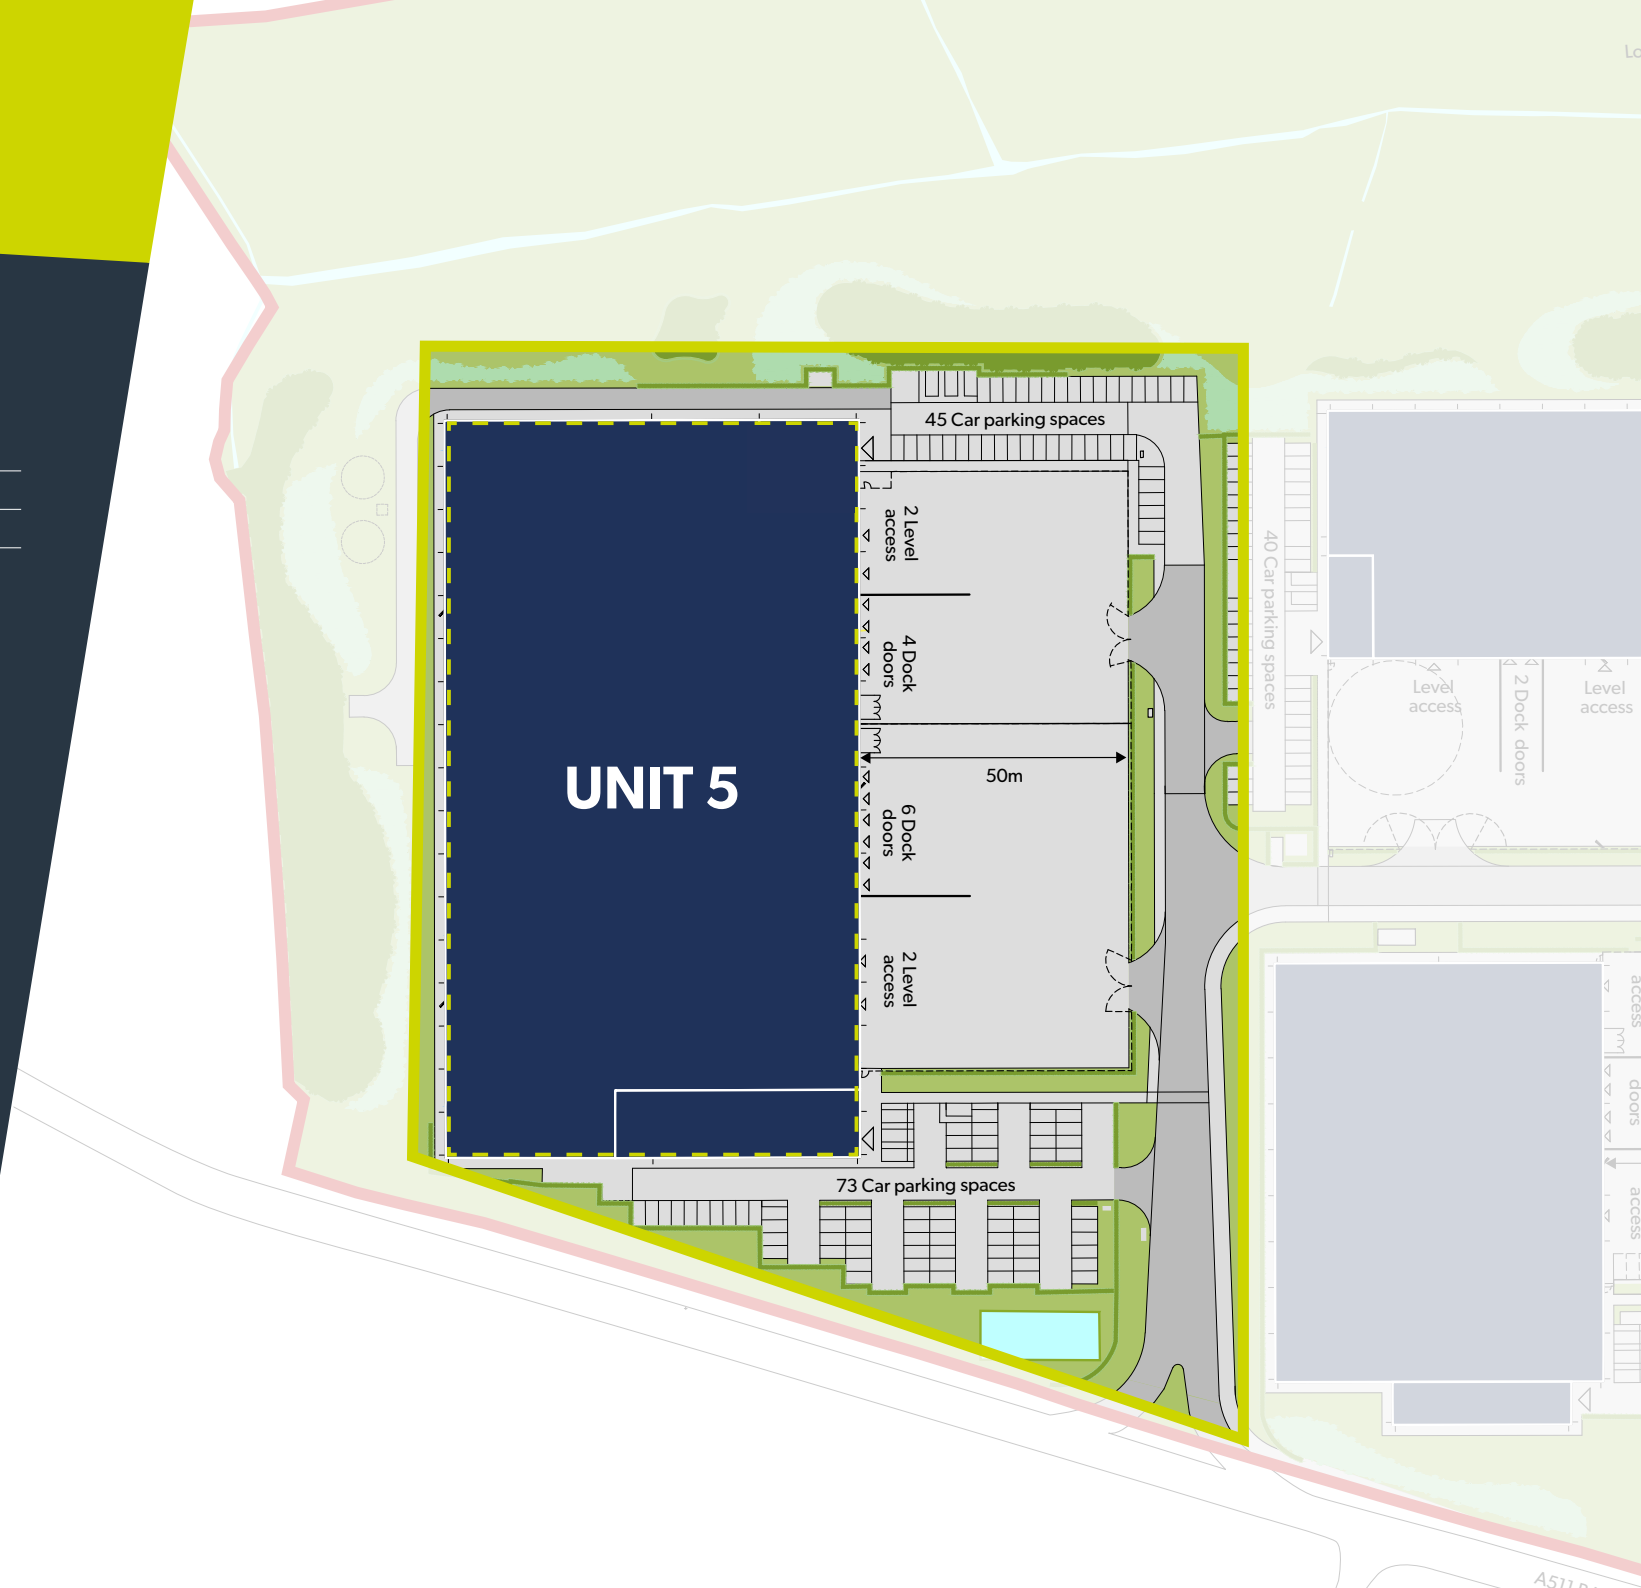 45 Car parking spaces
2 Level
access
4 Dock
doors
50m
UNIT 5
6 Dock
doors
2 Level
access
73 Car parking spaces
40 Car parking spaces
Level
access
2 Dock doors
Level
access
access
doors
access
A511